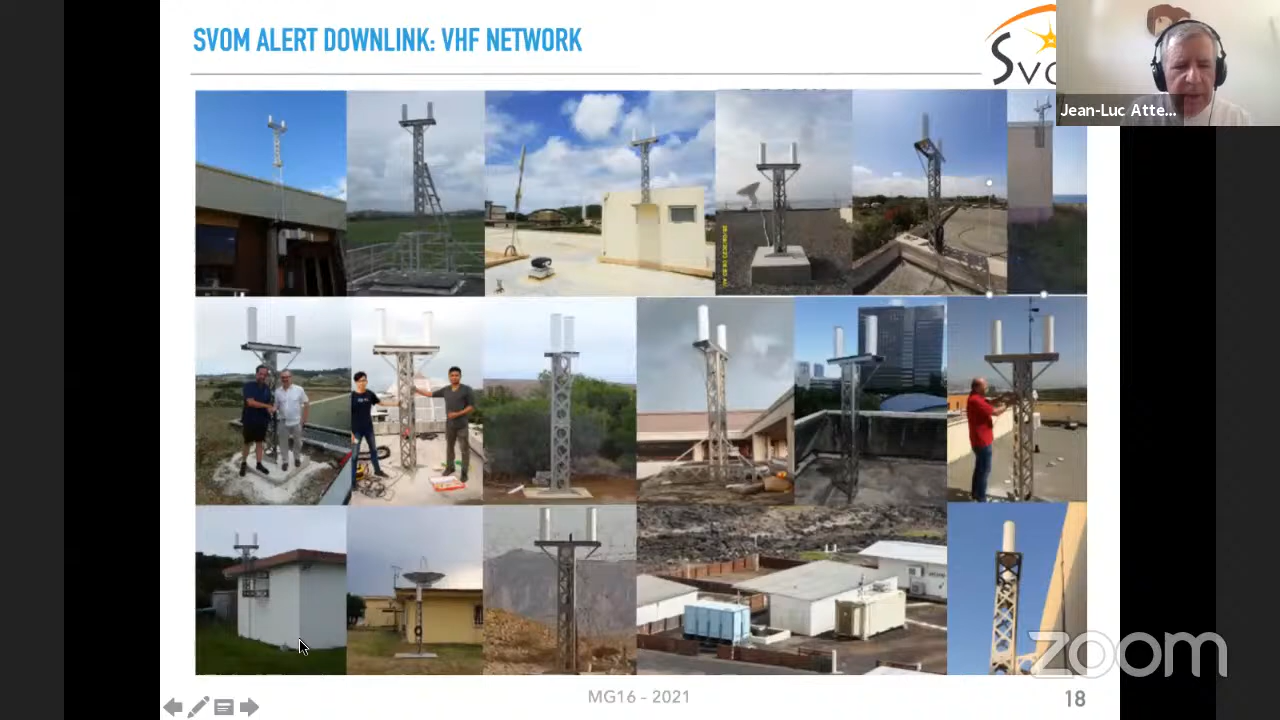 SVOM ALERT DOWNLINK: VHF NETWORK
Svo
Jean-Luc Atte...
zoom
MG16 - 2021
18